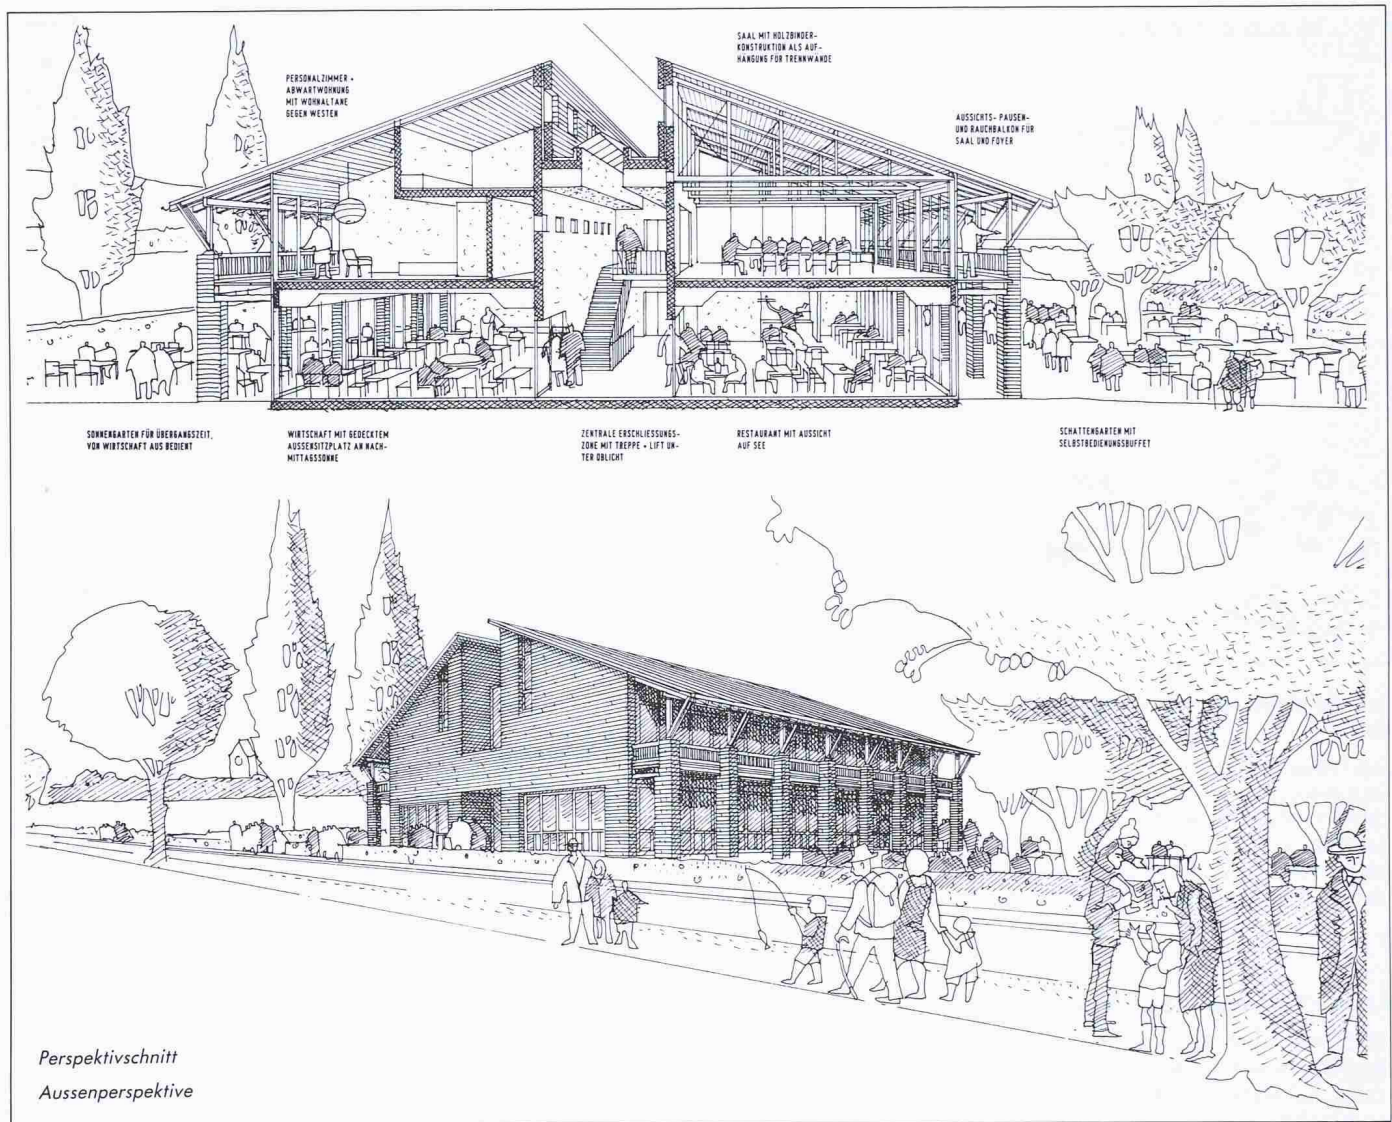 PERSONALZIMMER +
ABWARTWOHNUNG
MIT WOHNALTANE
GEGEN WESTEN
SAAL MIT HOLZBINDER-
KONSTRUKTION ALS AUF-
HÄNGUNG FÜR TRENNWÄNDE
AUSSICHTS- PAUSEN-
UND RAUCHBALKON FÜR
SAAL UND FOYER
SONNENGARTEN FÜR ÜBERGANGSZEIT,
VON WIRTSCHAFT AUS BEDIENT
WIRTSCHAFT MIT GEDECKTEM
AUSSENSITZPLATZ AN NACH-
MITTAGSSONNE
ZENTRALE ERSCHLIESSUNGS-
ZONE MIT TREPPE + LIFT UN-
TER OBLICHT
RESTAURANT MIT AUSSICHT
AUF SEE
SCHATTENGARTEN MIT
SELBSTBEDIENUNGSBUFFET
Perspektivschnitt
Aussenperspektive